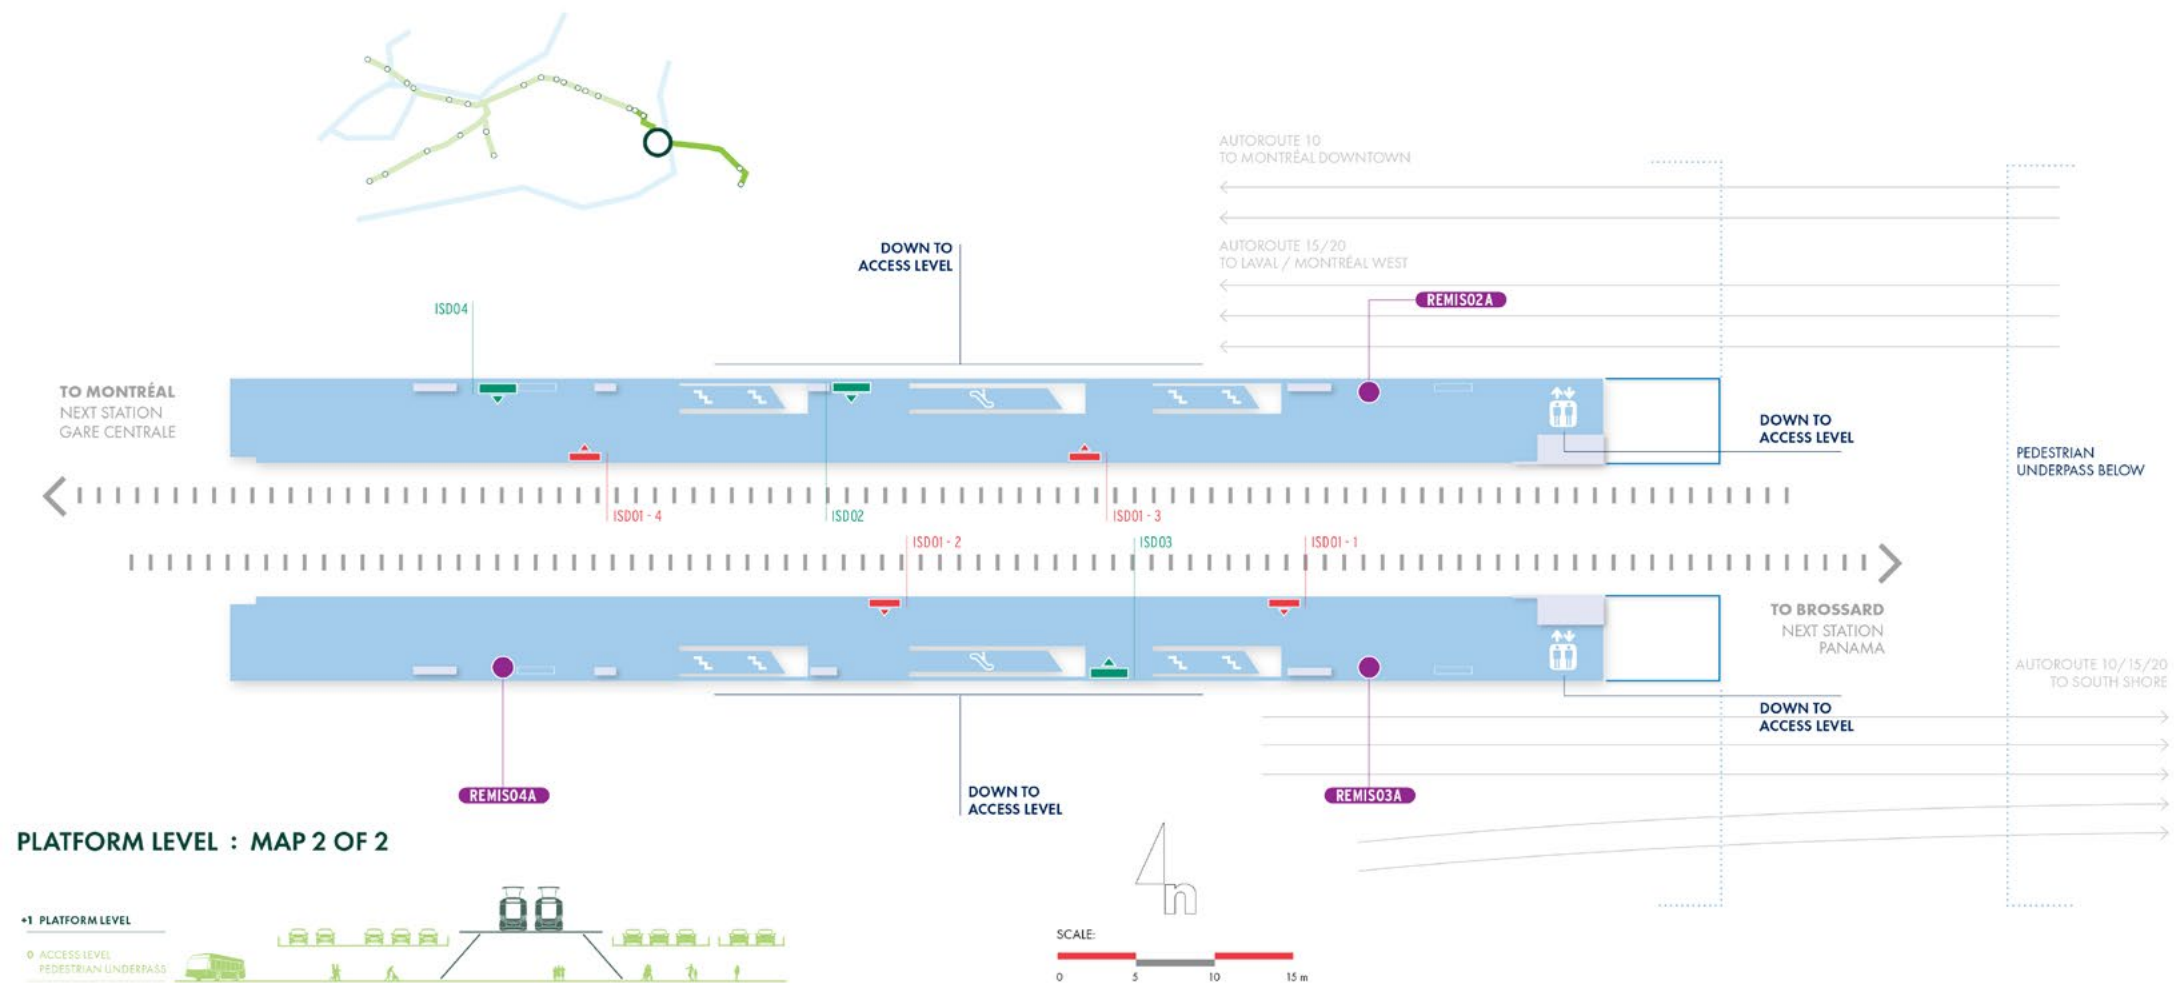 AUTOROUTE 10
TO MONTRÉAL DOWNTOWN
DOWN TO
ACCESS LEVEL
AUTOROUTE 15/20
TO LAVAL / MONTRÉAL WEST
ISD04
REMIS02A
TO MONTRÉAL
NEXT STATION
GARE CENTRALE
DOWN TO
ACCESS LEVEL
PEDESTRIAN
UNDERPASS BELOW
ISD01 - 4
ISD02
ISD01 - 3
ISD01 - 2
ISD03
ISD01 - 1
TO BROSSARD
NEXT STATION
PANAMA
AUTOROUTE 10/15/20
TO SOUTH SHORE
DOWN TO
ACCESS LEVEL
REMIS04A
DOWN TO
ACCESS LEVEL
REMIS03A
PLATFORM LEVEL : MAP 2 OF 2
n
+1 PLATFORM LEVEL
0 ACCESS LEVEL
PEDESTRIAN UNDERPASS
SCALE:
0 5 10 15 m